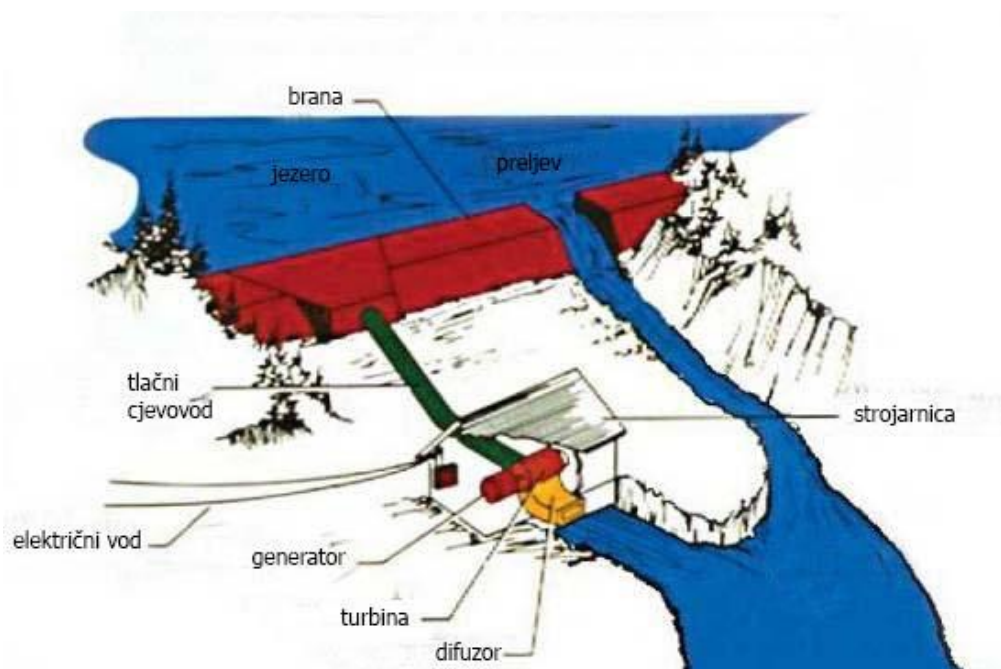 brana
jezero
preljev
tlačni
cjevovod
strojarnica
električni vod
generator
turbina
difuzor